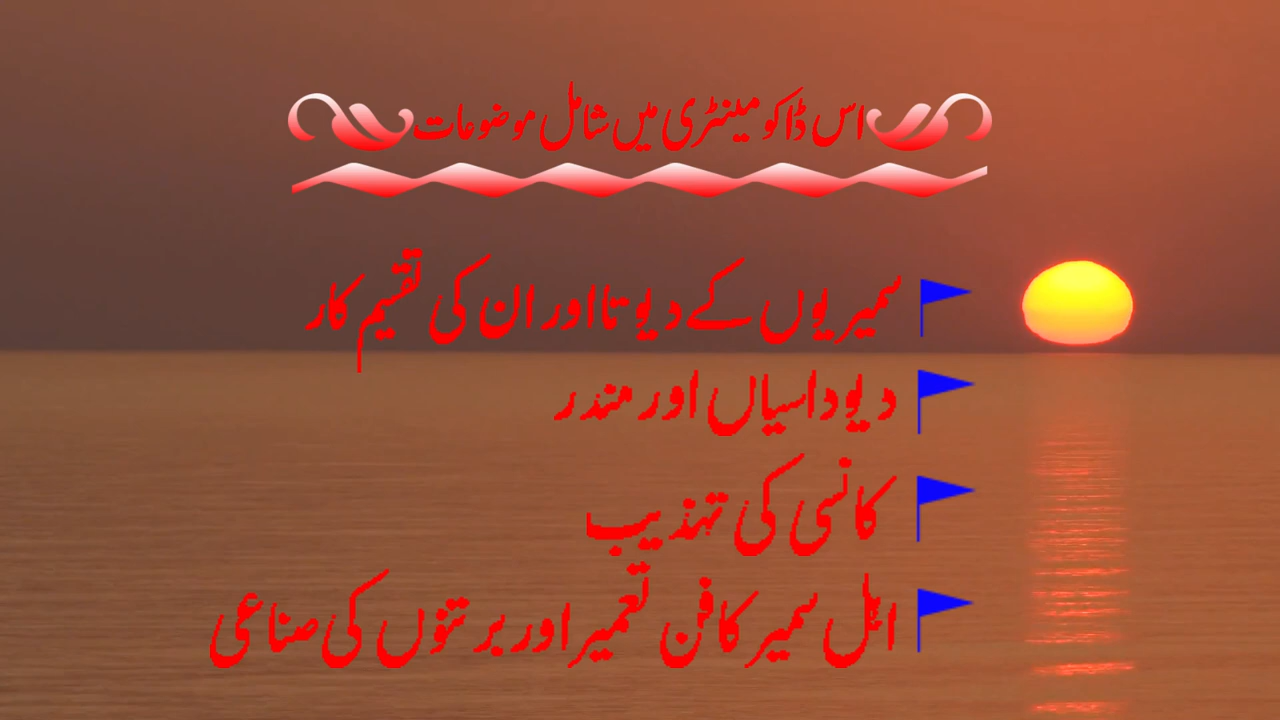 اس ڈاکومینٹری میں شامل موضوعات
سمیریوں کے دیوتا اور ان کی تقسیم کار
دیوداسیاں اور مندر
کانسی کی تہذیب
اہل سمیر کا فن تعمیر اور برتنوں کی صناعی